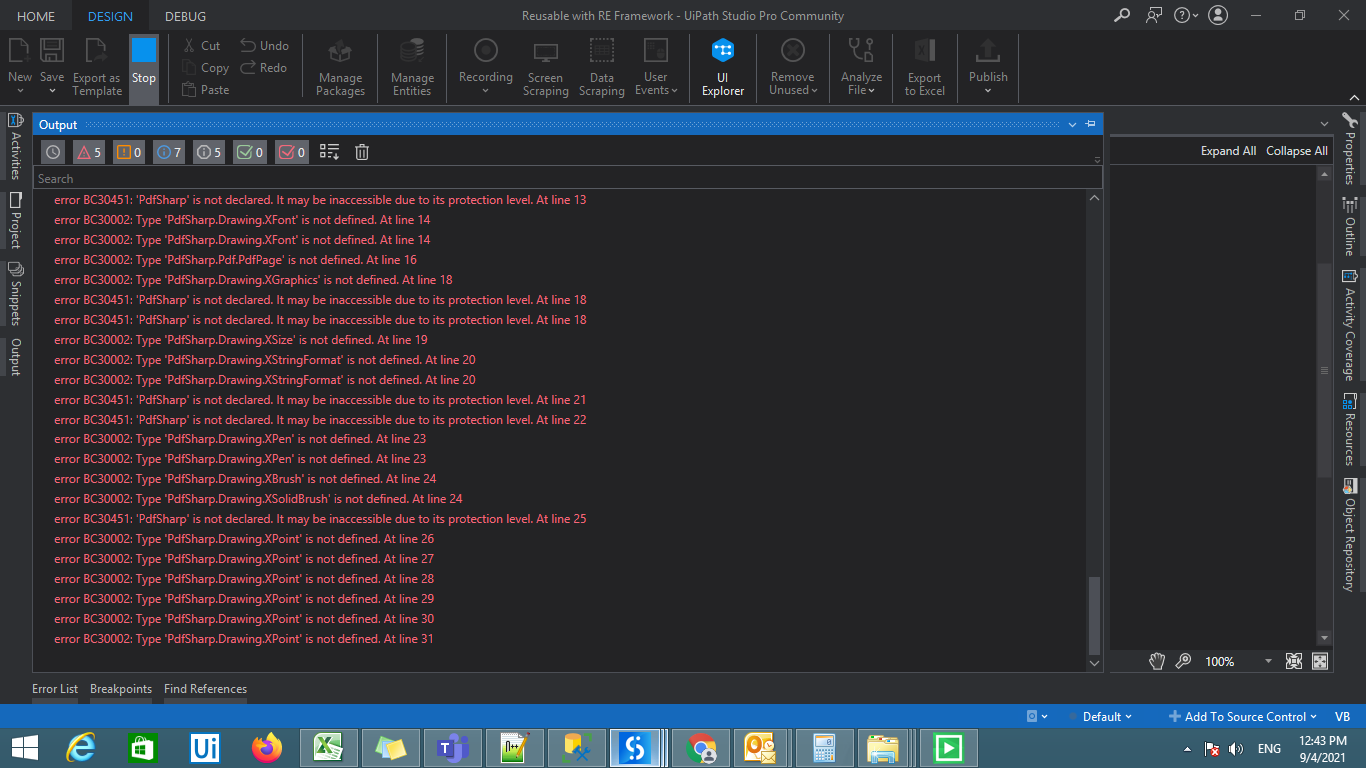 HOME DESIGN DEBUG
Reusable with RE Framework - UiPath Studio Pro Community
New
Save
Export as Template
Stop
Cut
Copy
Paste
Undo
Redo
Manage Packages
Manage Entities
Recording
Screen Scraping
Data Scraping
User Events
UI Explorer
Remove Unused
Analyze File
Export to Excel
Publish
Activities
Project
Snippets
Output
Output
5 0 7 5 0 0
Search
error BC30451: 'PdfSharp' is not declared. It may be inaccessible due to its protection level. At line 13
error BC30002: Type 'PdfSharp.Drawing.XFont' is not defined. At line 14
error BC30002: Type 'PdfSharp.Drawing.XFont' is not defined. At line 14
error BC30002: Type 'PdfSharp.Pdf.PdfPage' is not defined. At line 16
error BC30002: Type 'PdfSharp.Drawing.XGraphics' is not defined. At line 18
error BC30451: 'PdfSharp' is not declared. It may be inaccessible due to its protection level. At line 18
error BC30451: 'PdfSharp' is not declared. It may be inaccessible due to its protection level. At line 18
error BC30002: Type 'PdfSharp.Drawing.XSize' is not defined. At line 19
error BC30002: Type 'PdfSharp.Drawing.XStringFormat' is not defined. At line 20
error BC30002: Type 'PdfSharp.Drawing.XStringFormat' is not defined. At line 20
error BC30451: 'PdfSharp' is not declared. It may be inaccessible due to its protection level. At line 21
error BC30451: 'PdfSharp' is not declared. It may be inaccessible due to its protection level. At line 22
error BC30002: Type 'PdfSharp.Drawing.XPen' is not defined. At line 23
error BC30002: Type 'PdfSharp.Drawing.XPen' is not defined. At line 23
error BC30002: Type 'PdfSharp.Drawing.XBrush' is not defined. At line 24
error BC30002: Type 'PdfSharp.Drawing.XSolidBrush' is not defined. At line 24
error BC30451: 'PdfSharp' is not declared. It may be inaccessible due to its protection level. At line 25
error BC30002: Type 'PdfSharp.Drawing.XPoint' is not defined. At line 26
error BC30002: Type 'PdfSharp.Drawing.XPoint' is not defined. At line 27
error BC30002: Type 'PdfSharp.Drawing.XPoint' is not defined. At line 28
error BC30002: Type 'PdfSharp.Drawing.XPoint' is not defined. At line 29
error BC30002: Type 'PdfSharp.Drawing.XPoint' is not defined. At line 30
error BC30002: Type 'PdfSharp.Drawing.XPoint' is not defined. At line 31
Expand All Collapse All
100%
Properties
Outline
Activity Coverage
Resources
Object Repository
Error List Breakpoints Find References
Default
Add To Source Control
VB
ENG
12:43 PM
9/4/2021